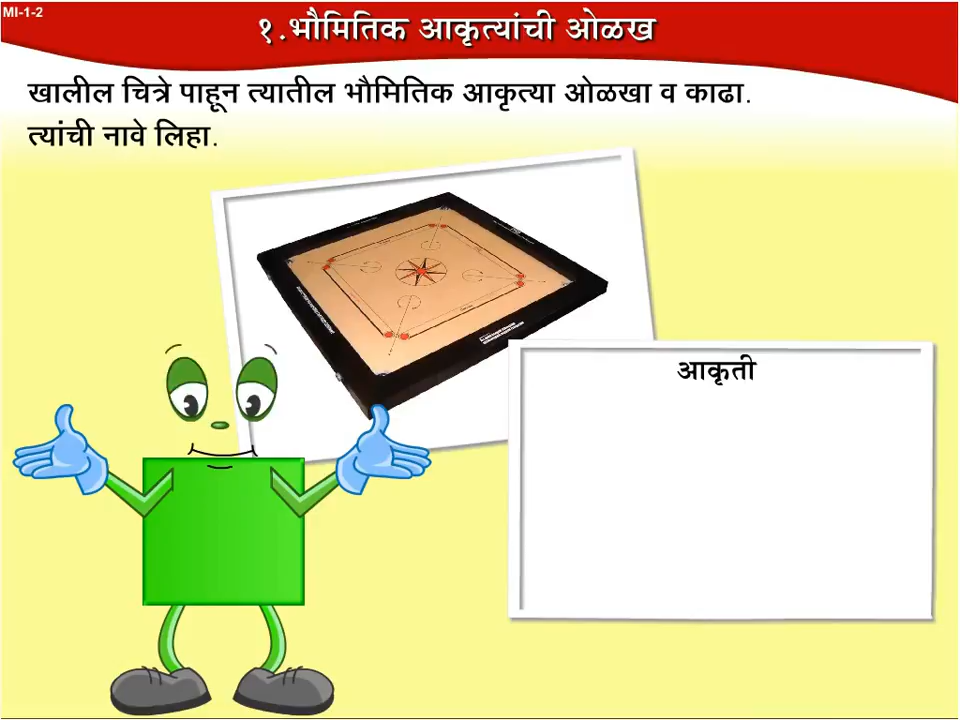 MI-1-2
१.भौमितिक आकृत्यांची ओळख
खालील चित्रे पाहून त्यातील भौमितिक आकृत्या ओळखा व काढा.
त्यांची नावे लिहा.
आकृती